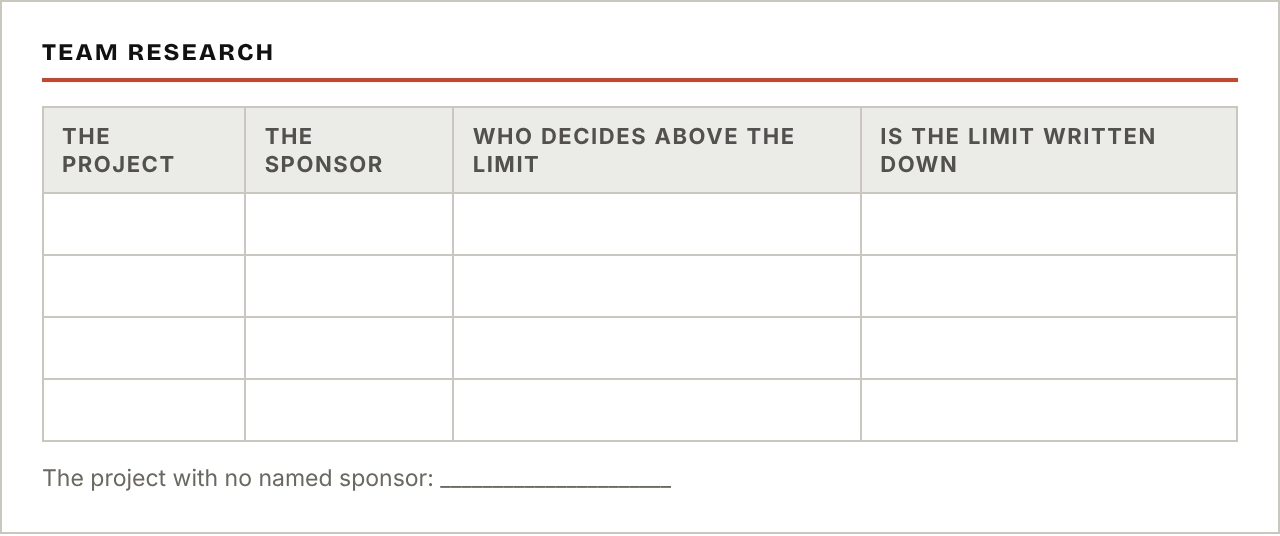 TEAM RESEARCH
THE PROJECT
THE SPONSOR
WHO DECIDES ABOVE THE LIMIT
IS THE LIMIT WRITTEN DOWN
The project with no named sponsor: ____________________